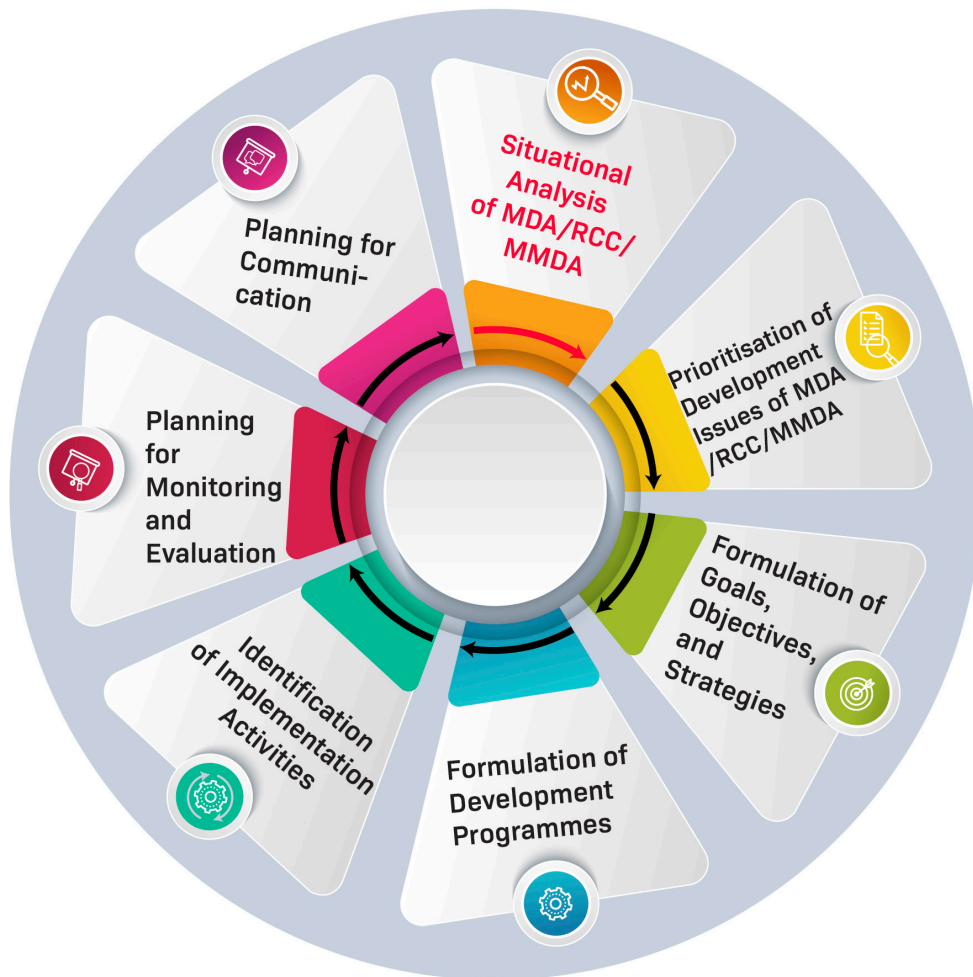 Situational
Analysis
of MDA/RCC/
MMDA
Prioritisation of
Development
Issues of MDA
/RCC/MMDA
Formulation of
Goals,
Objectives,
and
Strategies
Formulation of
Development
Programmes
Identification
of Implementation
Activities
Planning
for
Monitoring
and
Evaluation
Planning for
Communi-
cation